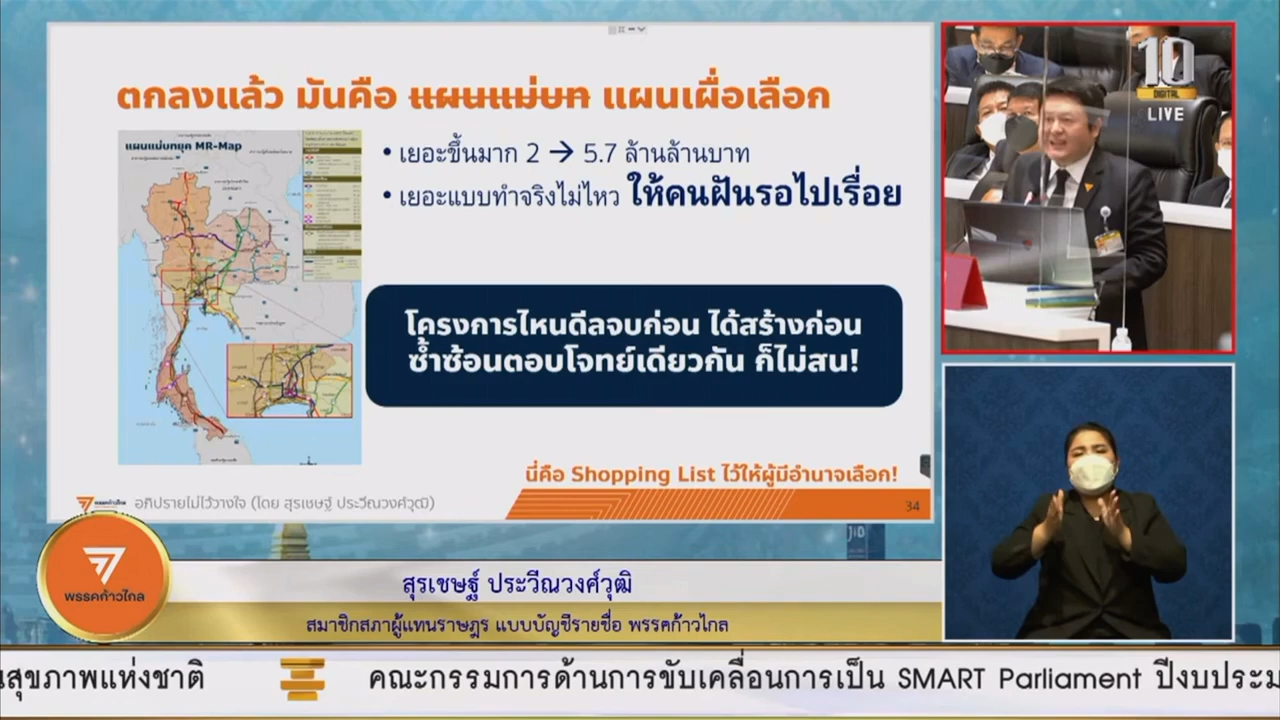 ตกลงแล้ว มันคือ แผนแม่บท แผนเผื่อเลือก
แผนแม่บทยุค MR-Map
• เยอะขึ้นมาก 2 → 5.7 ล้านล้านบาท
• เยอะแบบทำจริงไม่ไหว ให้คนฝันรอไปเรื่อย
โครงการไหนดีลจบก่อน ได้สร้างก่อน
ซ้ำซ้อนตอบโจทย์เดียวกัน ก็ไม่สน!
นี่คือ Shopping List ไว้ให้ผู้มีอำนาจเลือก!
อภิปรายไม่ไว้วางใจ (โดย สุรเชษฐ์ ประวีณวงศ์วุฒิ)
34
10
DIGITAL
LIVE
JIB
พรรคก้าวไกล
สุรเชษฐ์ ประวีณวงศ์วุฒิ
สมาชิกสภาผู้แทนราษฎร แบบบัญชีรายชื่อ พรรคก้าวไกล
นสุขภาพแห่งชาติ คณะกรรมการด้านการขับเคลื่อนการเป็น SMART Parliament ปีงบประม